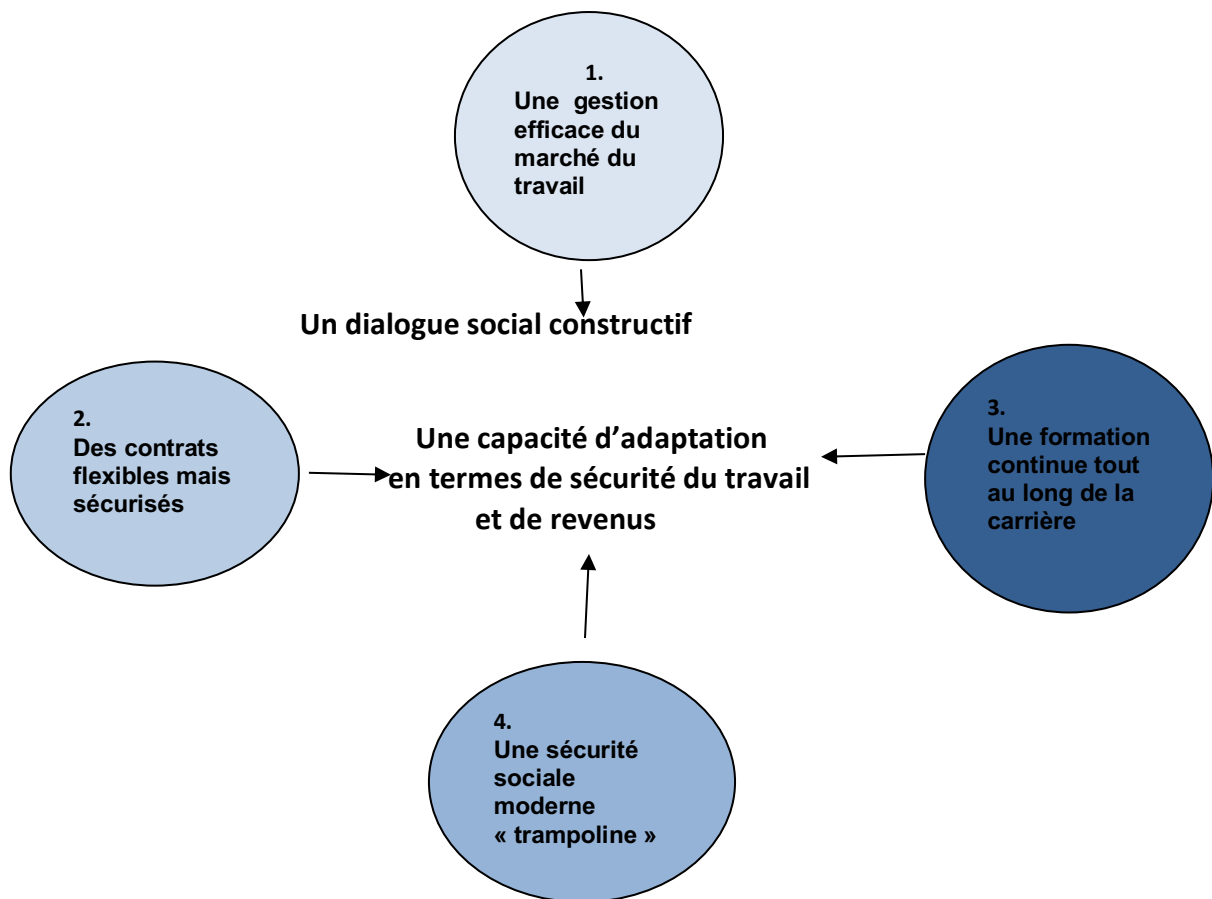 1.
Une gestion
efficace du
marché du
travail
Un dialogue social constructif
2.
Des contrats
flexibles mais
sécurisés
Une capacité d’adaptation
en termes de sécurité du travail
et de revenus
3.
Une formation
continue tout
au long de la
carrière
4.
Une sécurité
sociale
moderne
« trampoline »